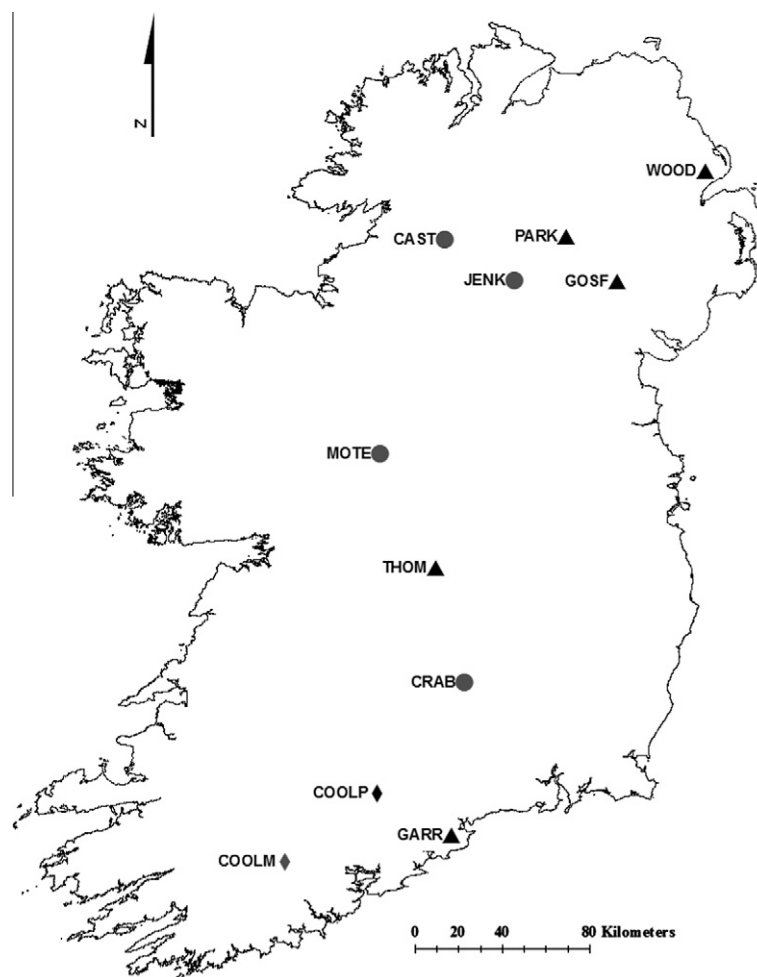 N
WOOD
PARK
CAST
JENK
GOSF
MOTE
THOM
CRAB
COOLP
GARR
COOLM
0 20 40 80 Kilometers